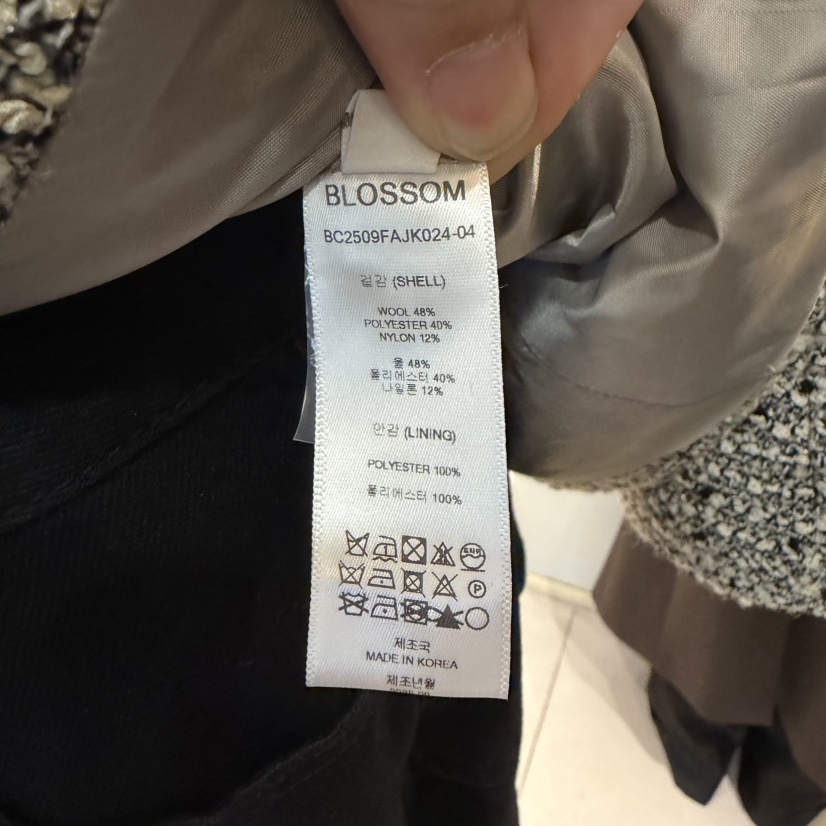 BLOSSOM
BC2509FAJK024-04
겉감 (SHELL)
WOOL 48%
POLYESTER 40%
NYLON 12%
울 48%
폴리에스터 40%
나일론 12%
안감 (LINING)
POLYESTER 100%
폴리에스터 100%
P
제조국
MADE IN KOREA
제조년월